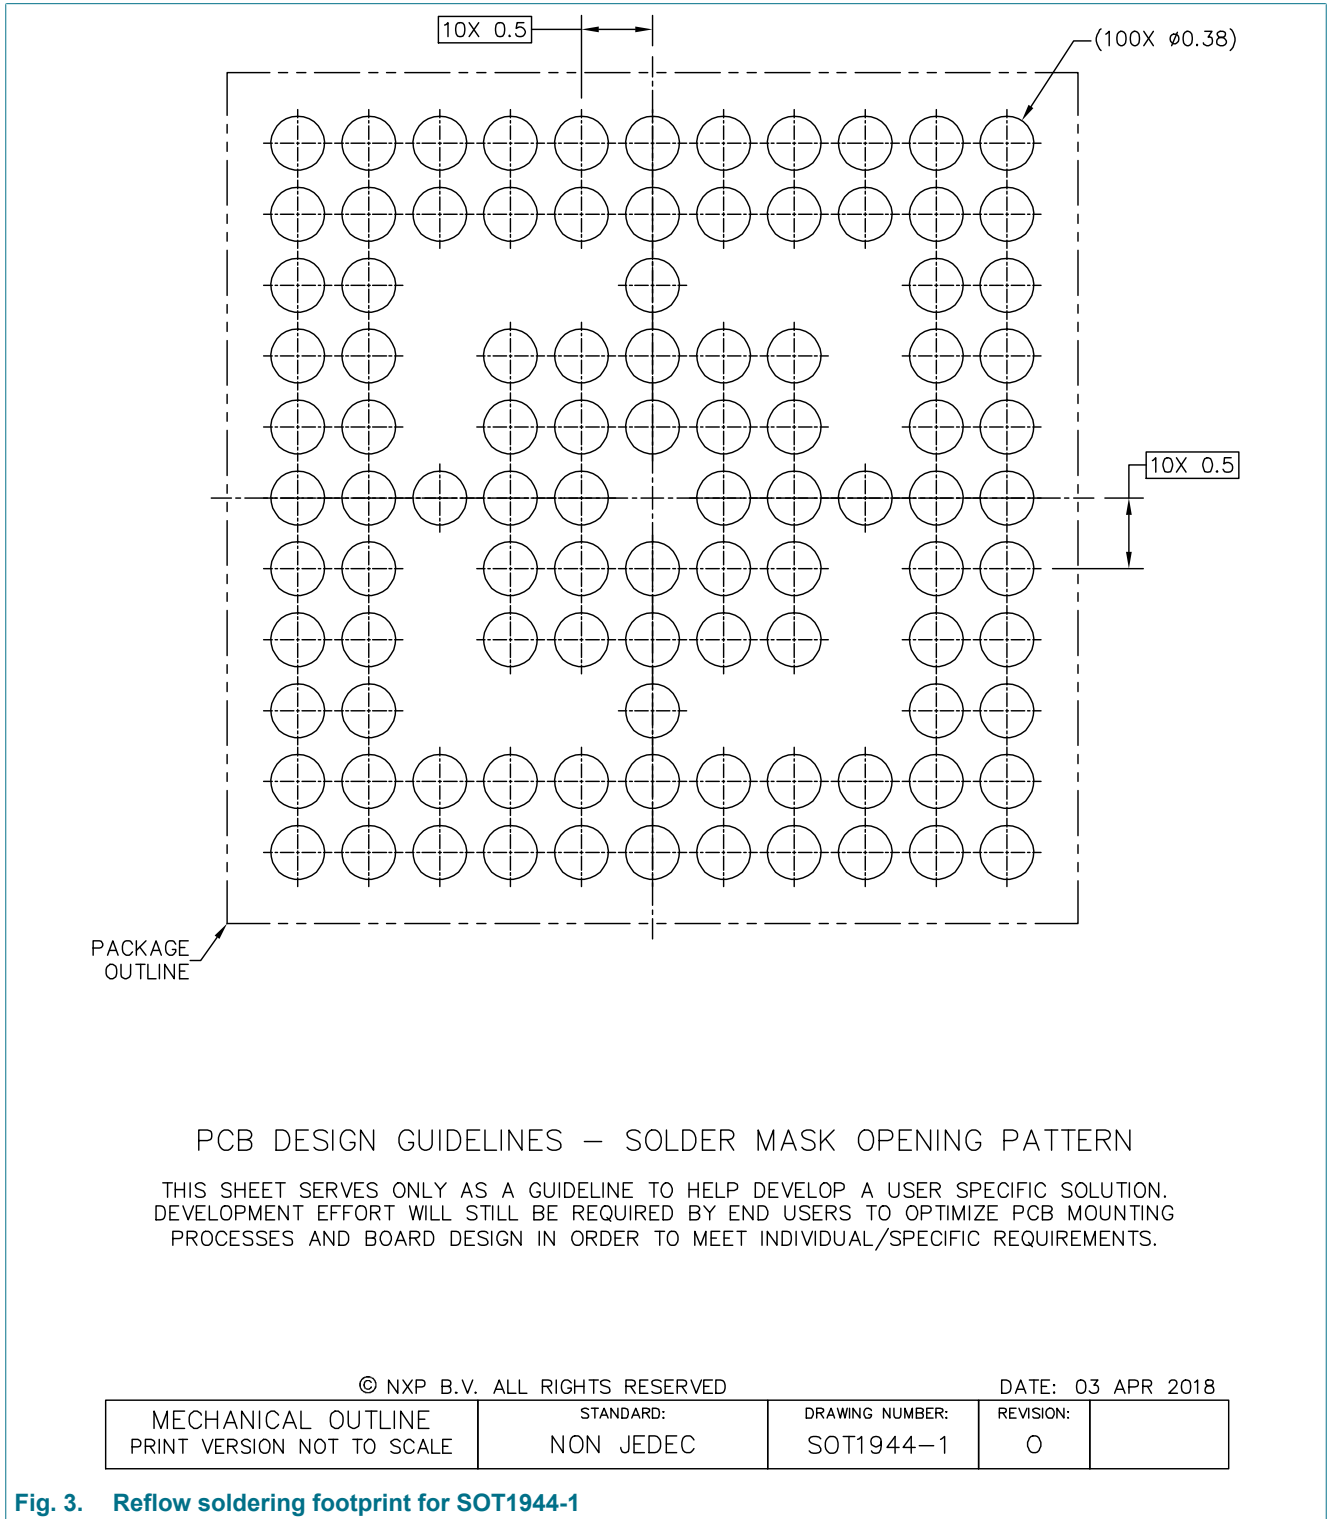 10X 0.5
(100X ø0.38)
10X 0.5
PACKAGE
OUTLINE
PCB DESIGN GUIDELINES – SOLDER MASK OPENING PATTERN
THIS SHEET SERVES ONLY AS A GUIDELINE TO HELP DEVELOP A USER SPECIFIC SOLUTION.
DEVELOPMENT EFFORT WILL STILL BE REQUIRED BY END USERS TO OPTIMIZE PCB MOUNTING
PROCESSES AND BOARD DESIGN IN ORDER TO MEET INDIVIDUAL/SPECIFIC REQUIREMENTS.
© NXP B.V. ALL RIGHTS RESERVED
DATE: 03 APR 2018
MECHANICAL OUTLINE
PRINT VERSION NOT TO SCALE
STANDARD:
NON JEDEC
DRAWING NUMBER:
SOT1944–1
REVISION:
O
Fig. 3. Reflow soldering footprint for SOT1944-1